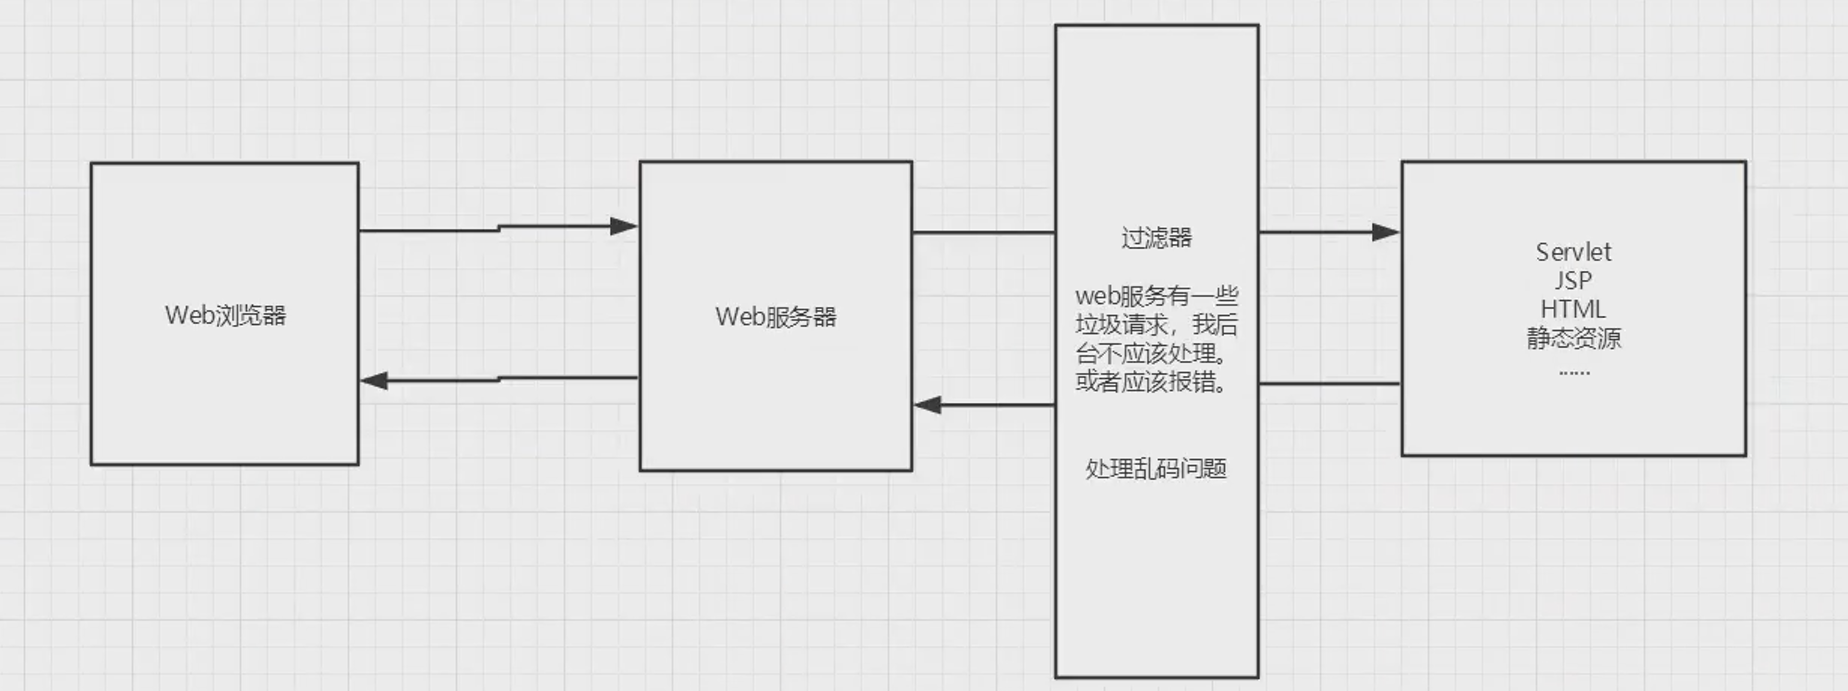 Web浏览器
Web服务器
过滤器
web服务有一些
垃圾请求，我后
台不应该处理。
或者应该报错。
处理乱码问题
Servlet
JSP
HTML
静态资源
......